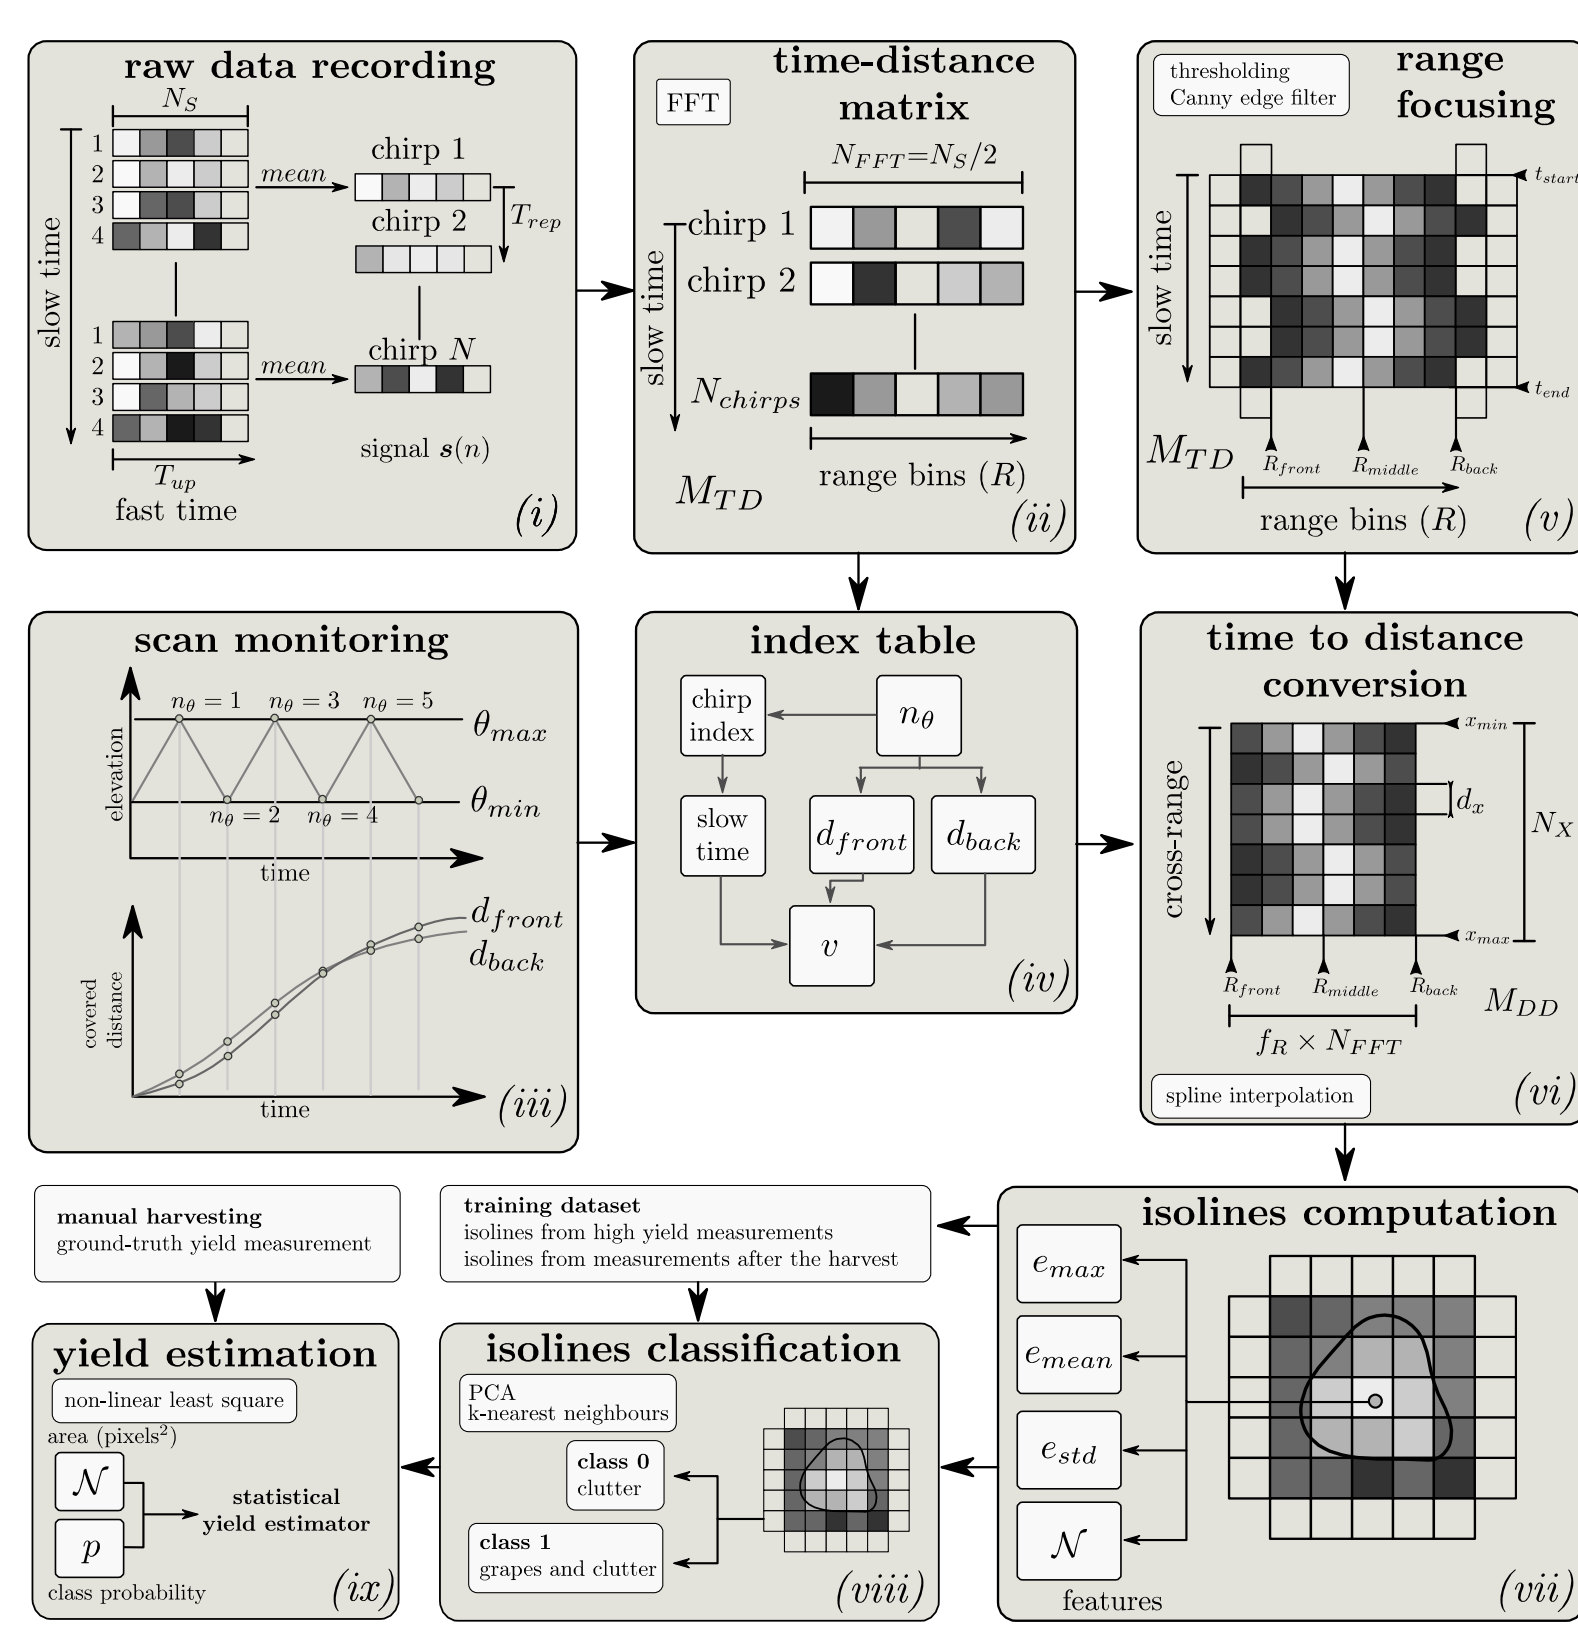 raw data recording
N_S
1
2
3
4
slow time
mean
chirp 1
chirp 2
T_rep
1
2
3
4
mean
chirp N
signal s(n)
T_up
fast time
(i)
time-distance
matrix
FFT
N_FFT=N_S/2
chirp 1
chirp 2
slow time
N_chirps
range bins (R)
M_TD
(ii)
range
focusing
thresholding
Canny edge filter
t_start
slow time
t_end
R_front
R_middle
R_back
M_TD
range bins (R)
(v)
scan monitoring
n_θ = 1
n_θ = 3
n_θ = 5
θ_max
elevation
θ_min
n_θ = 2
n_θ = 4
time
d_front
d_back
covered
distance
time
(iii)
index table
chirp
index
n_θ
slow
time
d_front
d_back
v
(iv)
time to distance
conversion
x_min
cross-range
d_x
N_X
x_max
R_front
R_middle
R_back
M_DD
f_R × N_FFT
spline interpolation
(vi)
manual harvesting
ground-truth yield measurement
training dataset
isolines from high yield measurements
isolines from measurements after the harvest
isolines computation
e_max
e_mean
e_std
𝒩
features
(vii)
yield estimation
non-linear least square
area (pixels²)
𝒩
p
statistical
yield estimator
class probability
(ix)
isolines classification
PCA
k-nearest neighbours
class 0
clutter
class 1
grapes and clutter
(viii)